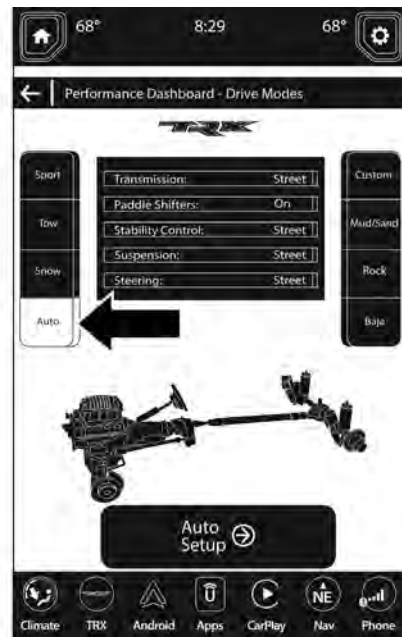 68° 8:29 68°
Performance Dashboard - Drive Modes
TRX
Sport
Tow
Snow
Auto
Transmission: Street
Paddle Shifters: On
Stability Control: Street
Suspension: Street
Steering: Street
Custom
Mud/Sand
Rock
Baja
Auto
Setup
NE
Climate TRX Android Apps CarPlay Nav Phone